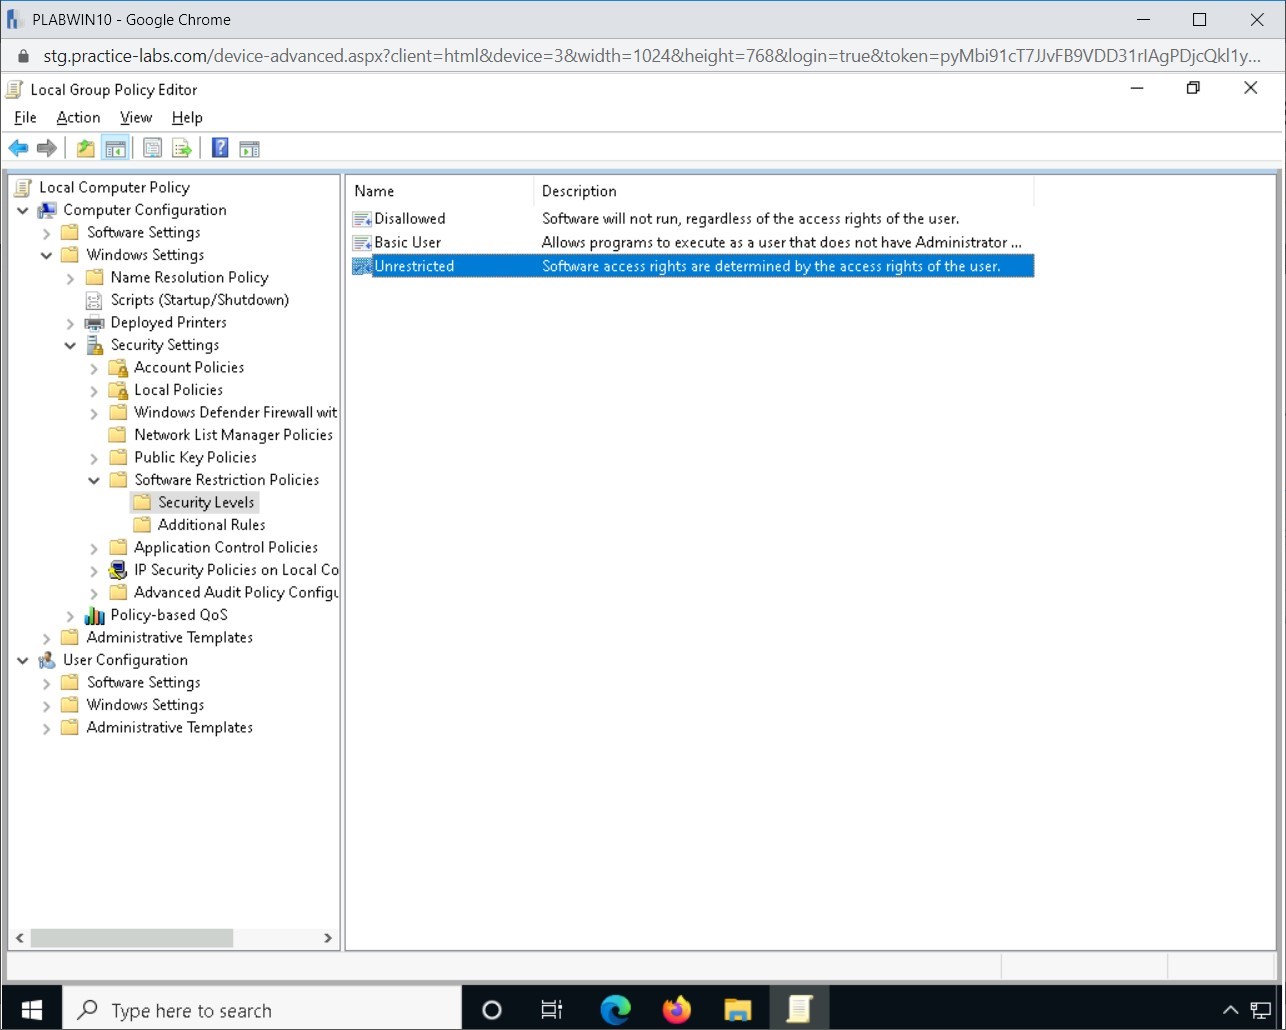 PLABWIN10 - Google Chrome
stg.practice-labs.com/device-advanced.aspx?client=html&device=3&width=1024&height=768&login=true&token=pyMbi91cT7JJvFB9VDD31rIAgPDjcQkl1y...
Local Group Policy Editor
File Action View Help
Local Computer Policy
Computer Configuration
Software Settings
Windows Settings
Name Resolution Policy
Scripts (Startup/Shutdown)
Deployed Printers
Security Settings
Account Policies
Local Policies
Windows Defender Firewall wit
Network List Manager Policies
Public Key Policies
Software Restriction Policies
Security Levels
Additional Rules
Application Control Policies
IP Security Policies on Local Co
Advanced Audit Policy Configu
Policy-based QoS
Administrative Templates
User Configuration
Software Settings
Windows Settings
Administrative Templates
Name Description
Disallowed Software will not run, regardless of the access rights of the user.
Basic User Allows programs to execute as a user that does not have Administrator ...
Unrestricted Software access rights are determined by the access rights of the user.
Type here to search